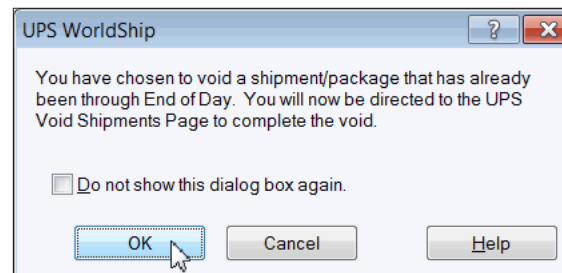 UPS WorldShip
You have chosen to void a shipment/package that has already
been through End of Day.  You will now be directed to the UPS
Void Shipments Page to complete the void.
Do not show this dialog box again.
OK
Cancel
Help